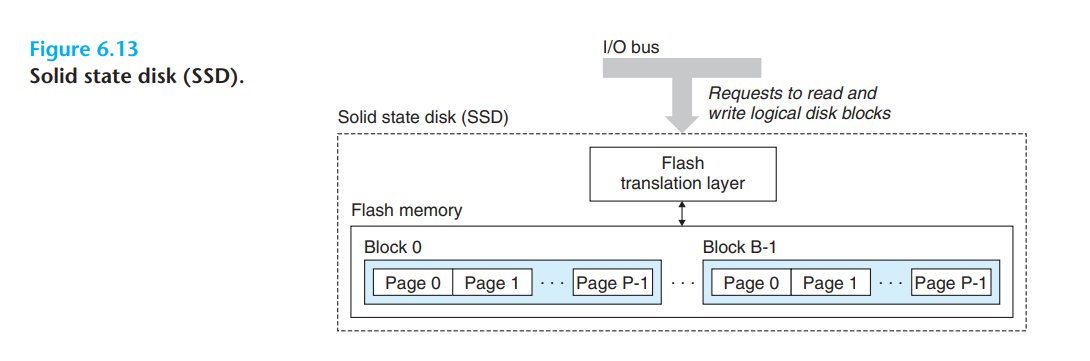 Figure 6.13
Solid state disk (SSD).
I/O bus
Requests to read and
write logical disk blocks
Solid state disk (SSD)
Flash
translation layer
Flash memory
Block 0
Block B-1
Page 0 Page 1 · · · Page P-1 · · · Page 0 Page 1 · · · Page P-1